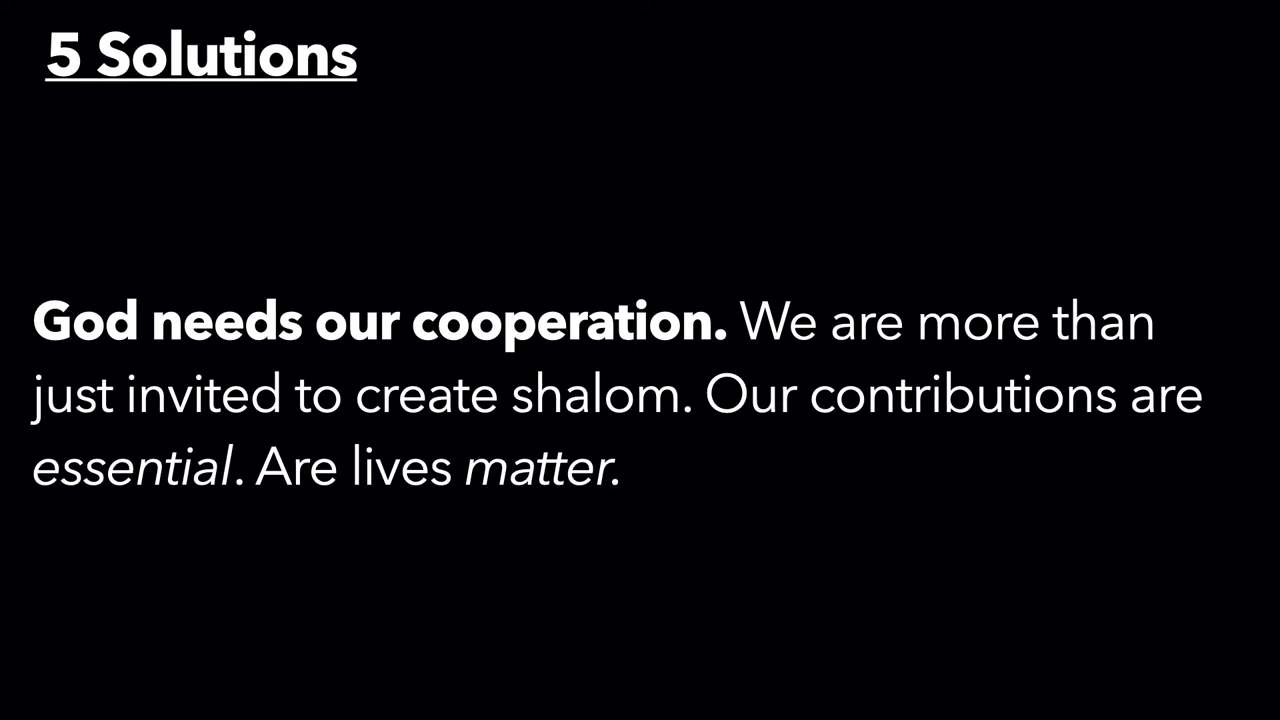 5 Solutions
God needs our cooperation. We are more than
just invited to create shalom. Our contributions are
essential. Are lives matter.